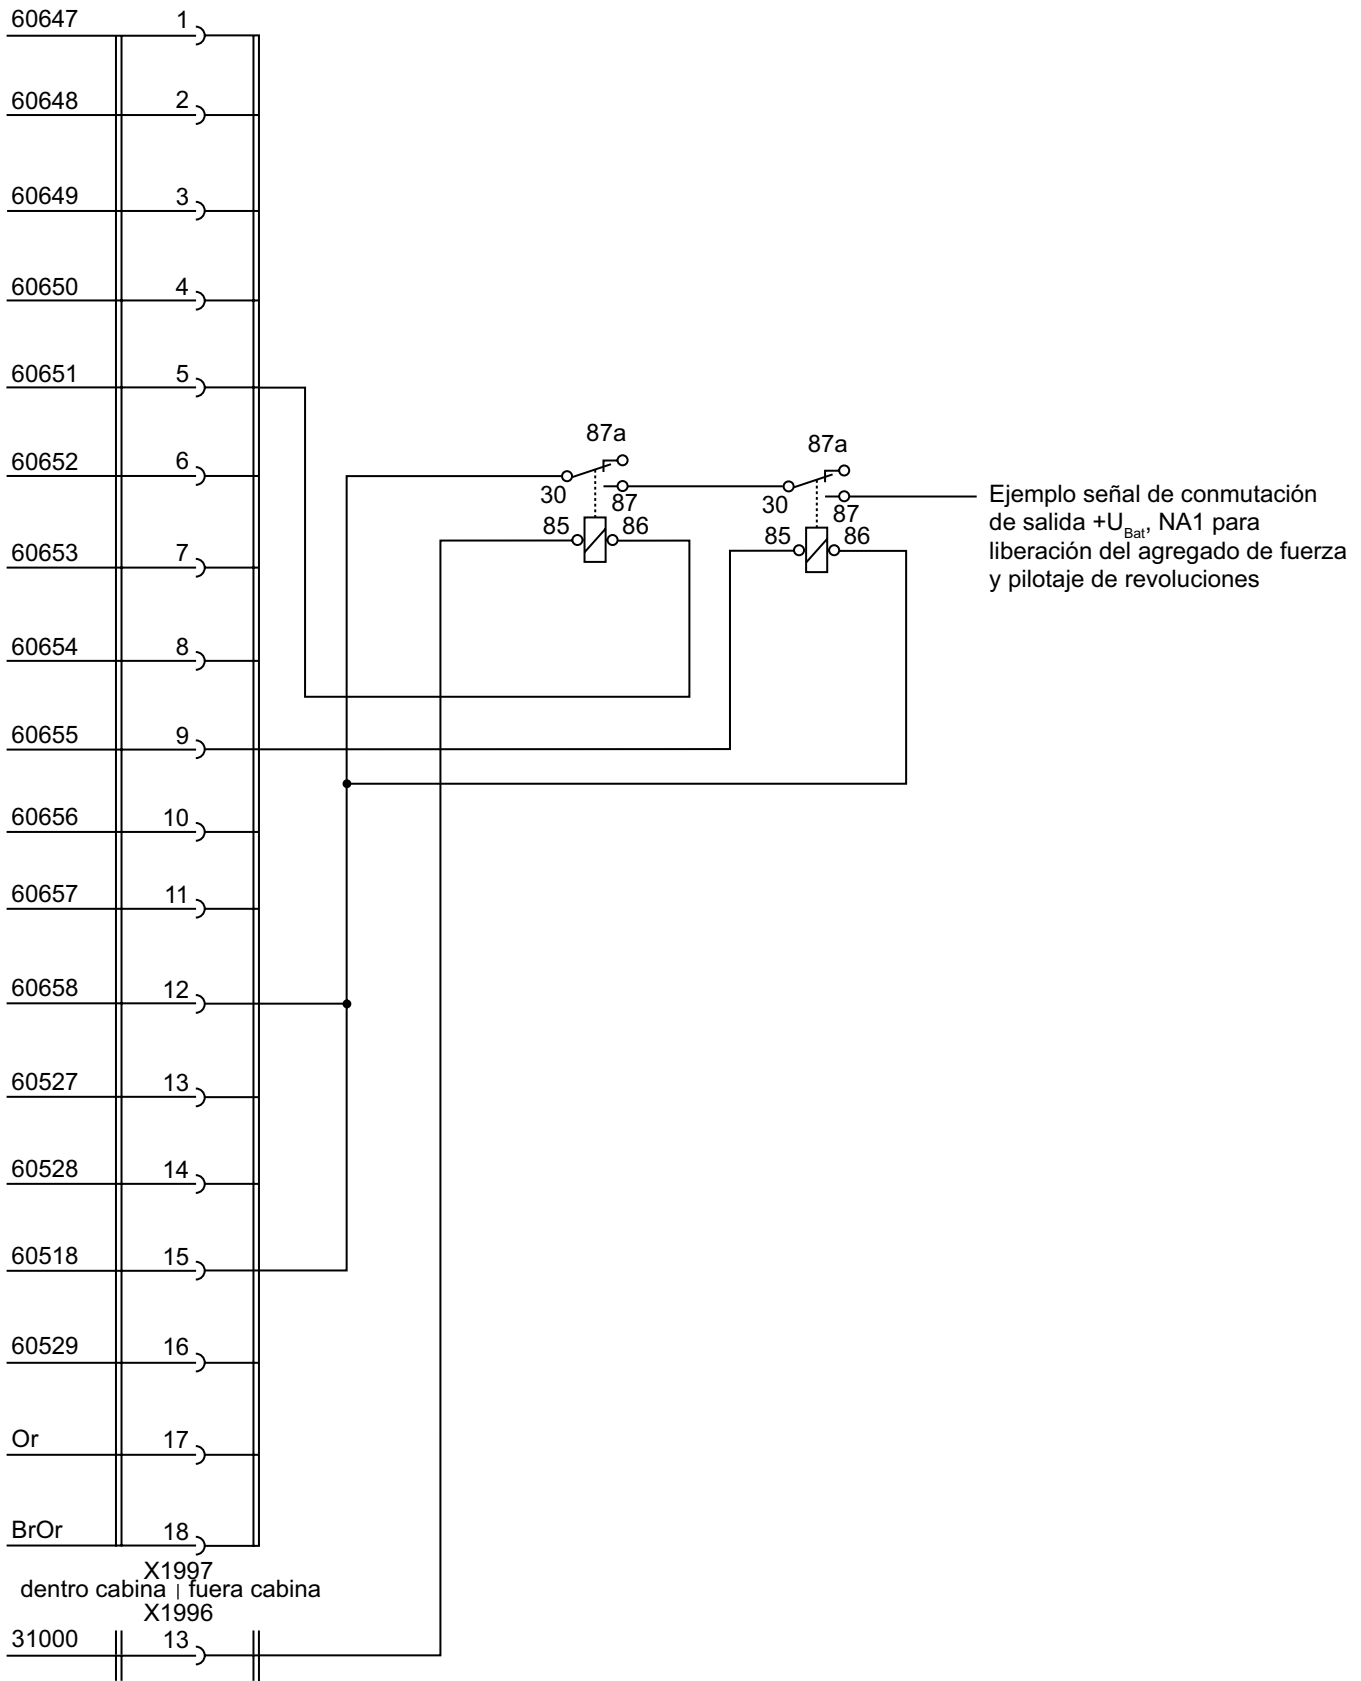 60647 1
60648 2
60649 3
60650 4
60651 5
87a
87a
60652 6
30 87
30 87
Ejemplo señal de conmutación
de salida +UBat, NA1 para
liberación del agregado de fuerza
y pilotaje de revoluciones
85 86
85 86
60653 7
60654 8
60655 9
60656 10
60657 11
60658 12
60527 13
60528 14
60518 15
60529 16
Or 17
BrOr 18
X1997
dentro cabina | fuera cabina
X1996
31000 13